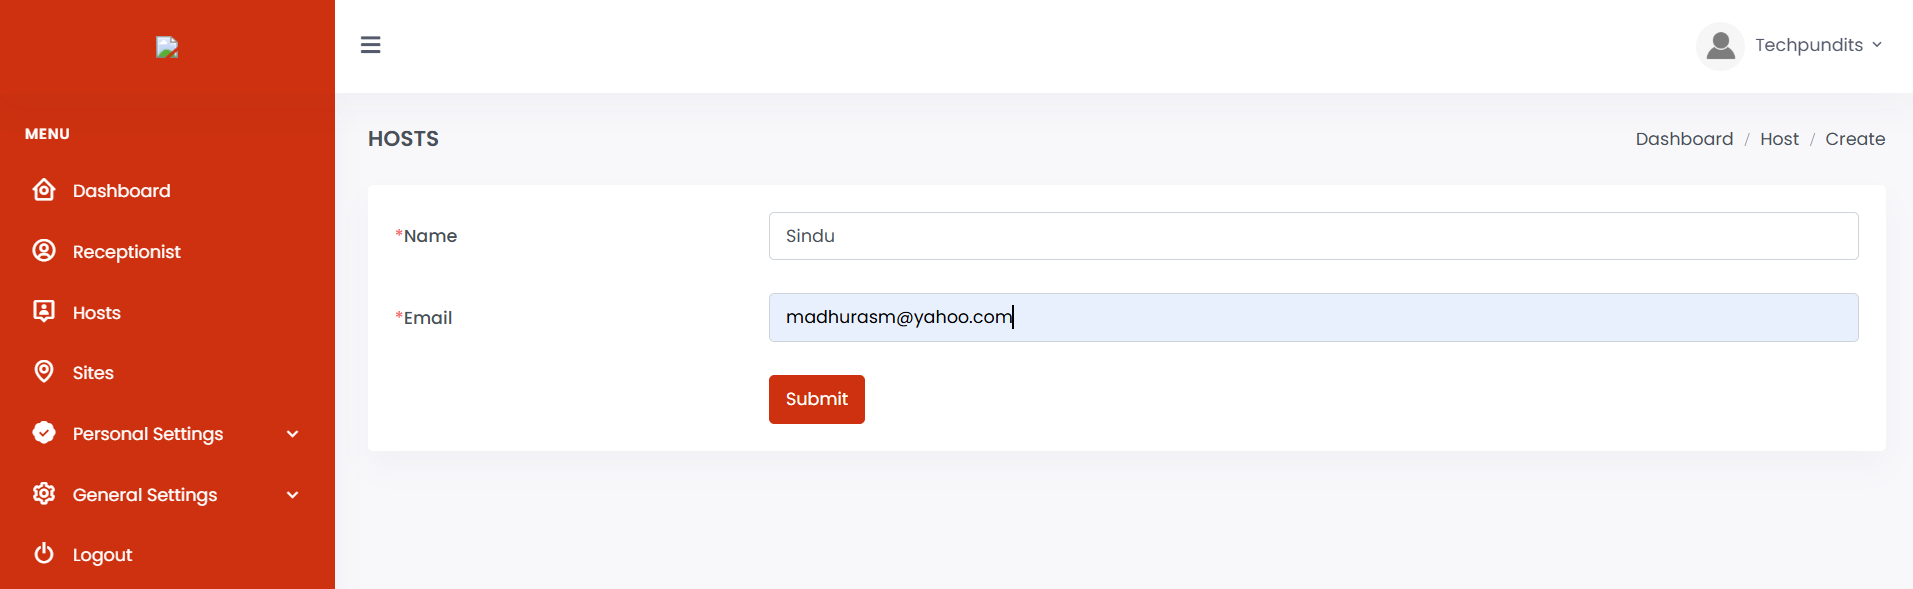 Techpundits
MENU
Dashboard
Receptionist
Hosts
Sites
Personal Settings
General Settings
Logout
HOSTS
Dashboard / Host / Create
*Name
Sindu
*Email
madhurasm@yahoo.com
Submit